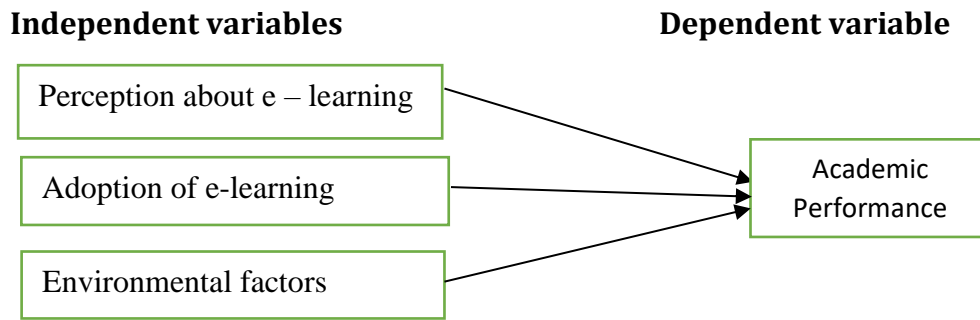 Independent variables
Dependent variable
Perception about e – learning
Adoption of e-learning
Environmental factors
Academic
Performance